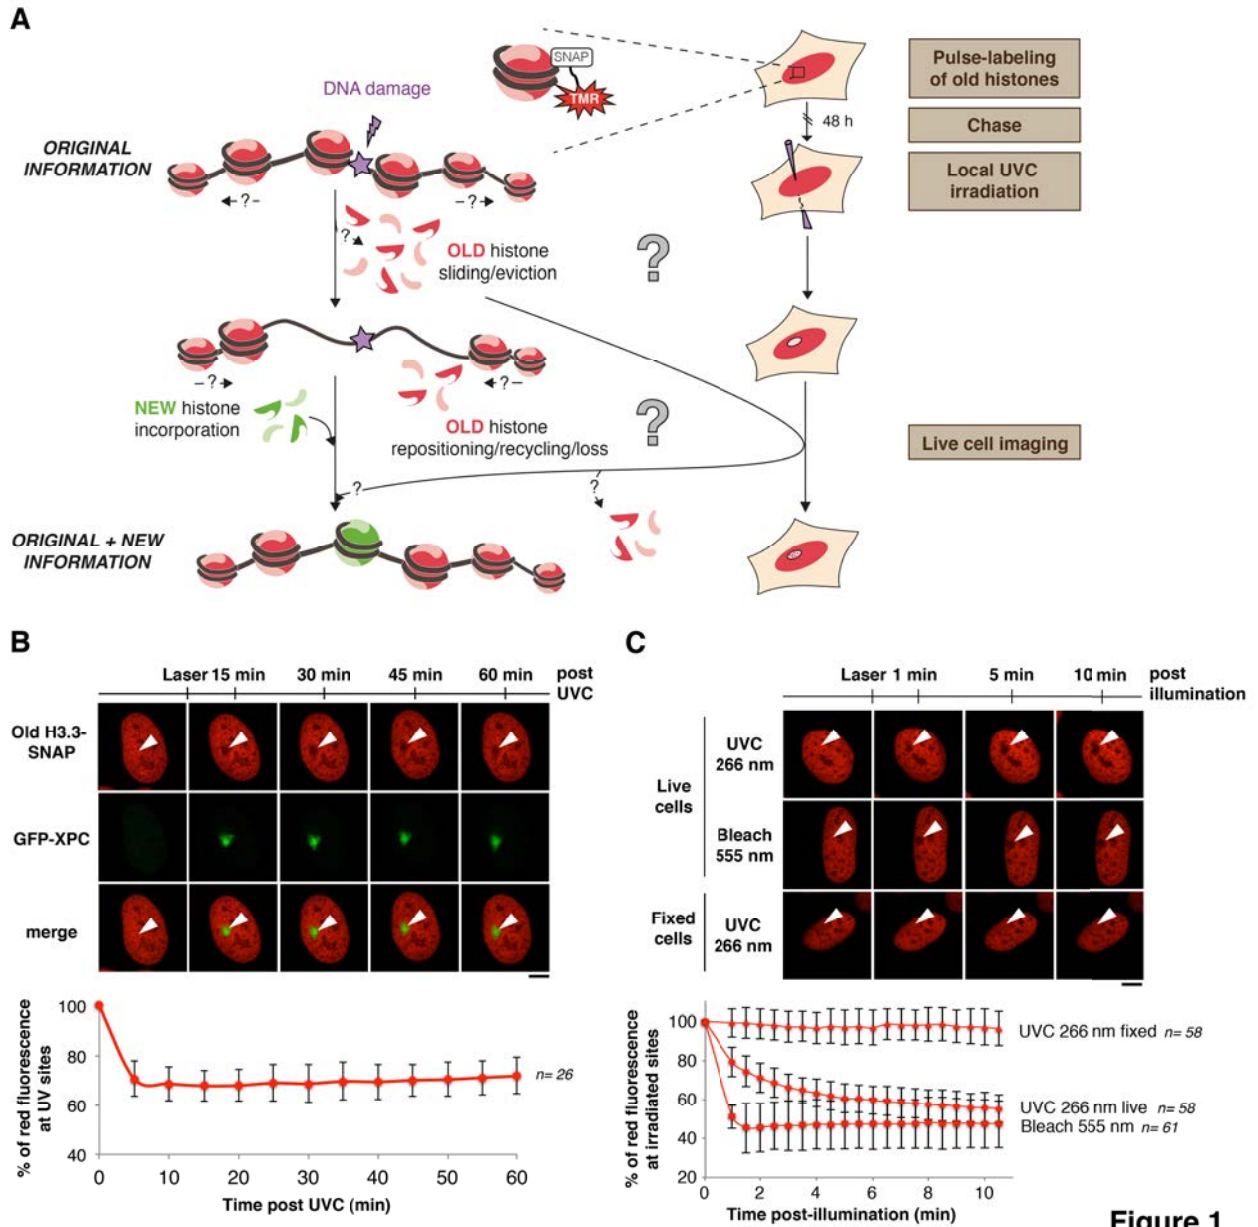 A
SNAP
TMR
DNA damage
ORIGINAL
INFORMATION
Pulse-labeling
of old histones
48 h
Chase
Local UVC
irradiation
←?-
-?→
?
OLD histone
sliding/eviction
?
-?→
←?-
NEW histone
incorporation
OLD histone
repositioning/recycling/loss
?
Live cell imaging
?
?
ORIGINAL + NEW
INFORMATION
B
Laser 15 min 30 min 45 min 60 min post
UVC
Old H3.3-
SNAP
GFP-XPC
merge
% of red fluorescence
at UV sites
100
80
60
40
0 10 20 30 40 50 60
Time post UVC (min)
n= 26
C
Laser 1 min 5 min 10 min post
illumination
Live
cells
UVC
266 nm
Bleach
555 nm
Fixed
cells
UVC
266 nm
% of red fluorescence
at irradiated sites
100
80
60
40
20
0 2 4 6 8 10
Time post-illumination (min)
UVC 266 nm fixed n= 58
UVC 266 nm live n= 58
Bleach 555 nm n= 61
Figure 1